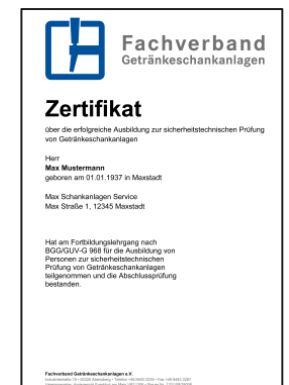 Fachverband
Getränkeschankanlagen
Zertifikat
über die erfolgreiche Ausbildung zur sicherheitstechnischen Prüfung
von Getränkeschankanlagen
Herr
Max Mustermann
geboren am 01.01.1937 in Maxstadt
Max Schankanlagen Service
Max Straße 1, 12345 Maxstadt
Hat am Fortbildungslehrgang nach
BGG/GUV-G 968 für die Ausbildung von
Personen zur sicherheitstechnischen
Prüfung von Getränkeschankanlagen
teilgenommen und die Abschlussprüfung
bestanden.
Fachverband Getränkeschankanlagen e.V.